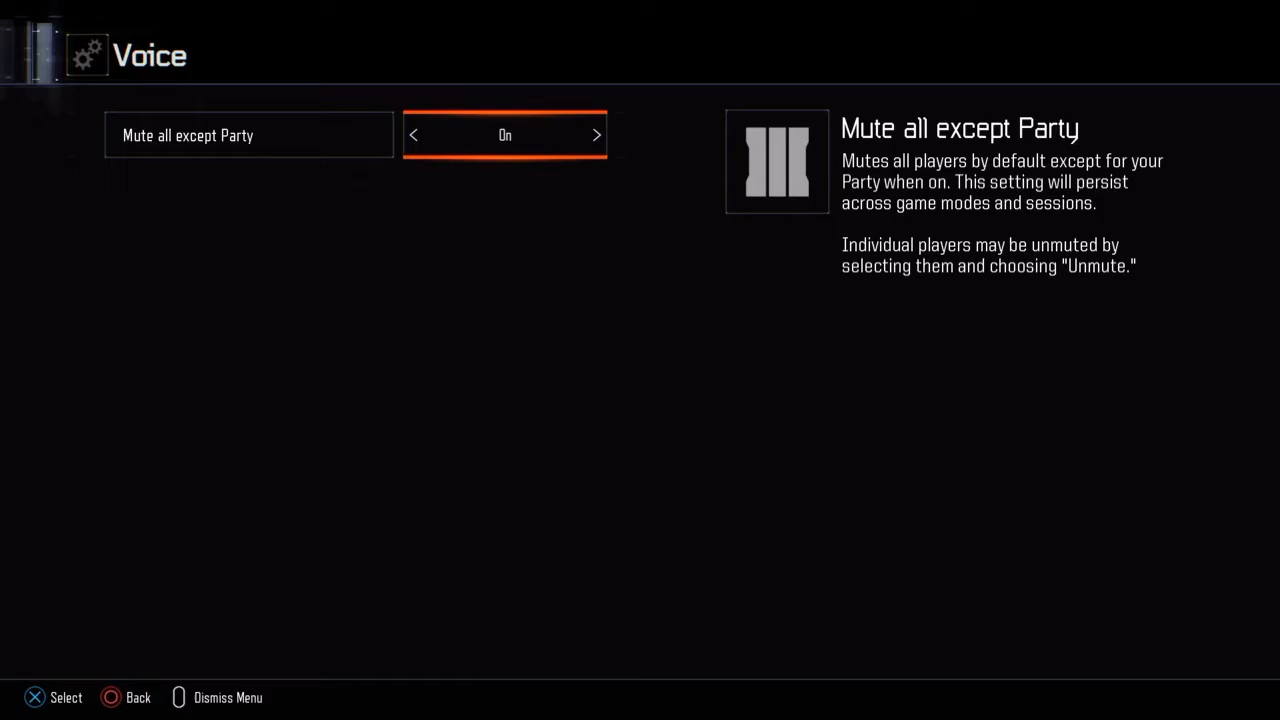 Voice
Mute all except Party
< On >
Mute all except Party
Mutes all players by default except for your
Party when on. This setting will persist
across game modes and sessions.
Individual players may be unmuted by
selecting them and choosing "Unmute."
Select Back Dismiss Menu